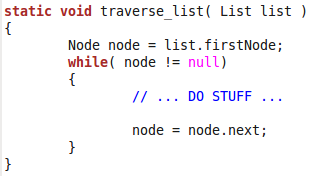 static void traverse_list( List list )
{
        Node node = list.firstNode;
        while( node != null)
        {
                // ... DO STUFF ...

                node = node.next;
        }
}